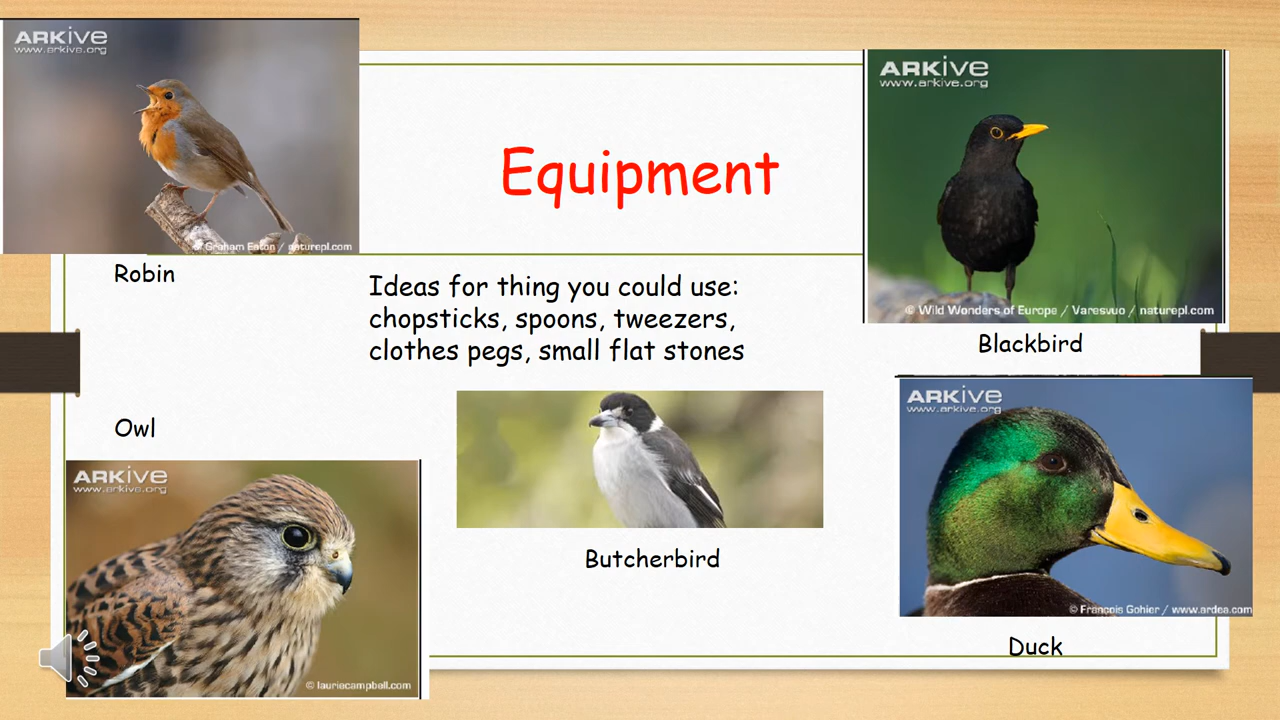 ARKive
www.arkive.org
© Graham Eaton / naturepl.com
Robin
Equipment
ARKive
www.arkive.org
© Wild Wonders of Europe / Varesvuo / naturepl.com
Blackbird
Ideas for thing you could use:
chopsticks, spoons, tweezers,
clothes pegs, small flat stones
Owl
ARKive
www.arkive.org
© lauriecampbell.com
Butcherbird
ARKive
www.arkive.org
© Francois Gohier / www.ardea.com
Duck